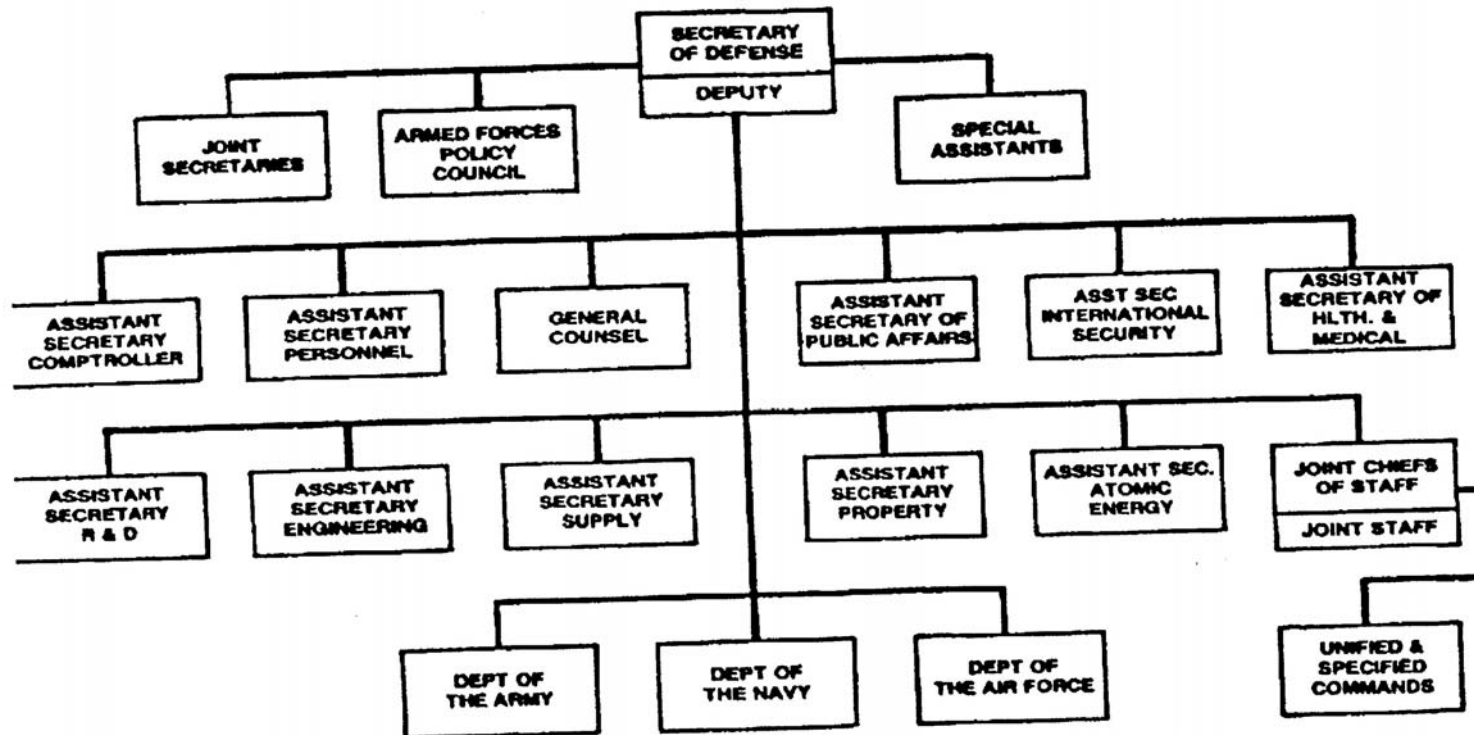 SECRETARY
OF DEFENSE
DEPUTY
JOINT
SECRETARIES
ARMED FORCES
POLICY
COUNCIL
SPECIAL
ASSISTANTS
ASSISTANT
SECRETARY
COMPTROLLER
ASSISTANT
SECRETARY
PERSONNEL
GENERAL
COUNSEL
ASSISTANT
SECRETARY OF
PUBLIC AFFAIRS
ASST SEC
INTERNATIONAL
SECURITY
ASSISTANT
SECRETARY OF
HLTH. &
MEDICAL
ASSISTANT
SECRETARY
R & D
ASSISTANT
SECRETARY
ENGINEERING
ASSISTANT
SECRETARY
SUPPLY
ASSISTANT
SECRETARY
PROPERTY
ASSISTANT SEC.
ATOMIC
ENERGY
JOINT CHIEFS
OF STAFF
JOINT STAFF
DEPT OF
THE ARMY
DEPT OF
THE NAVY
DEPT OF
THE AIR FORCE
UNIFIED &
SPECIFIED
COMMANDS